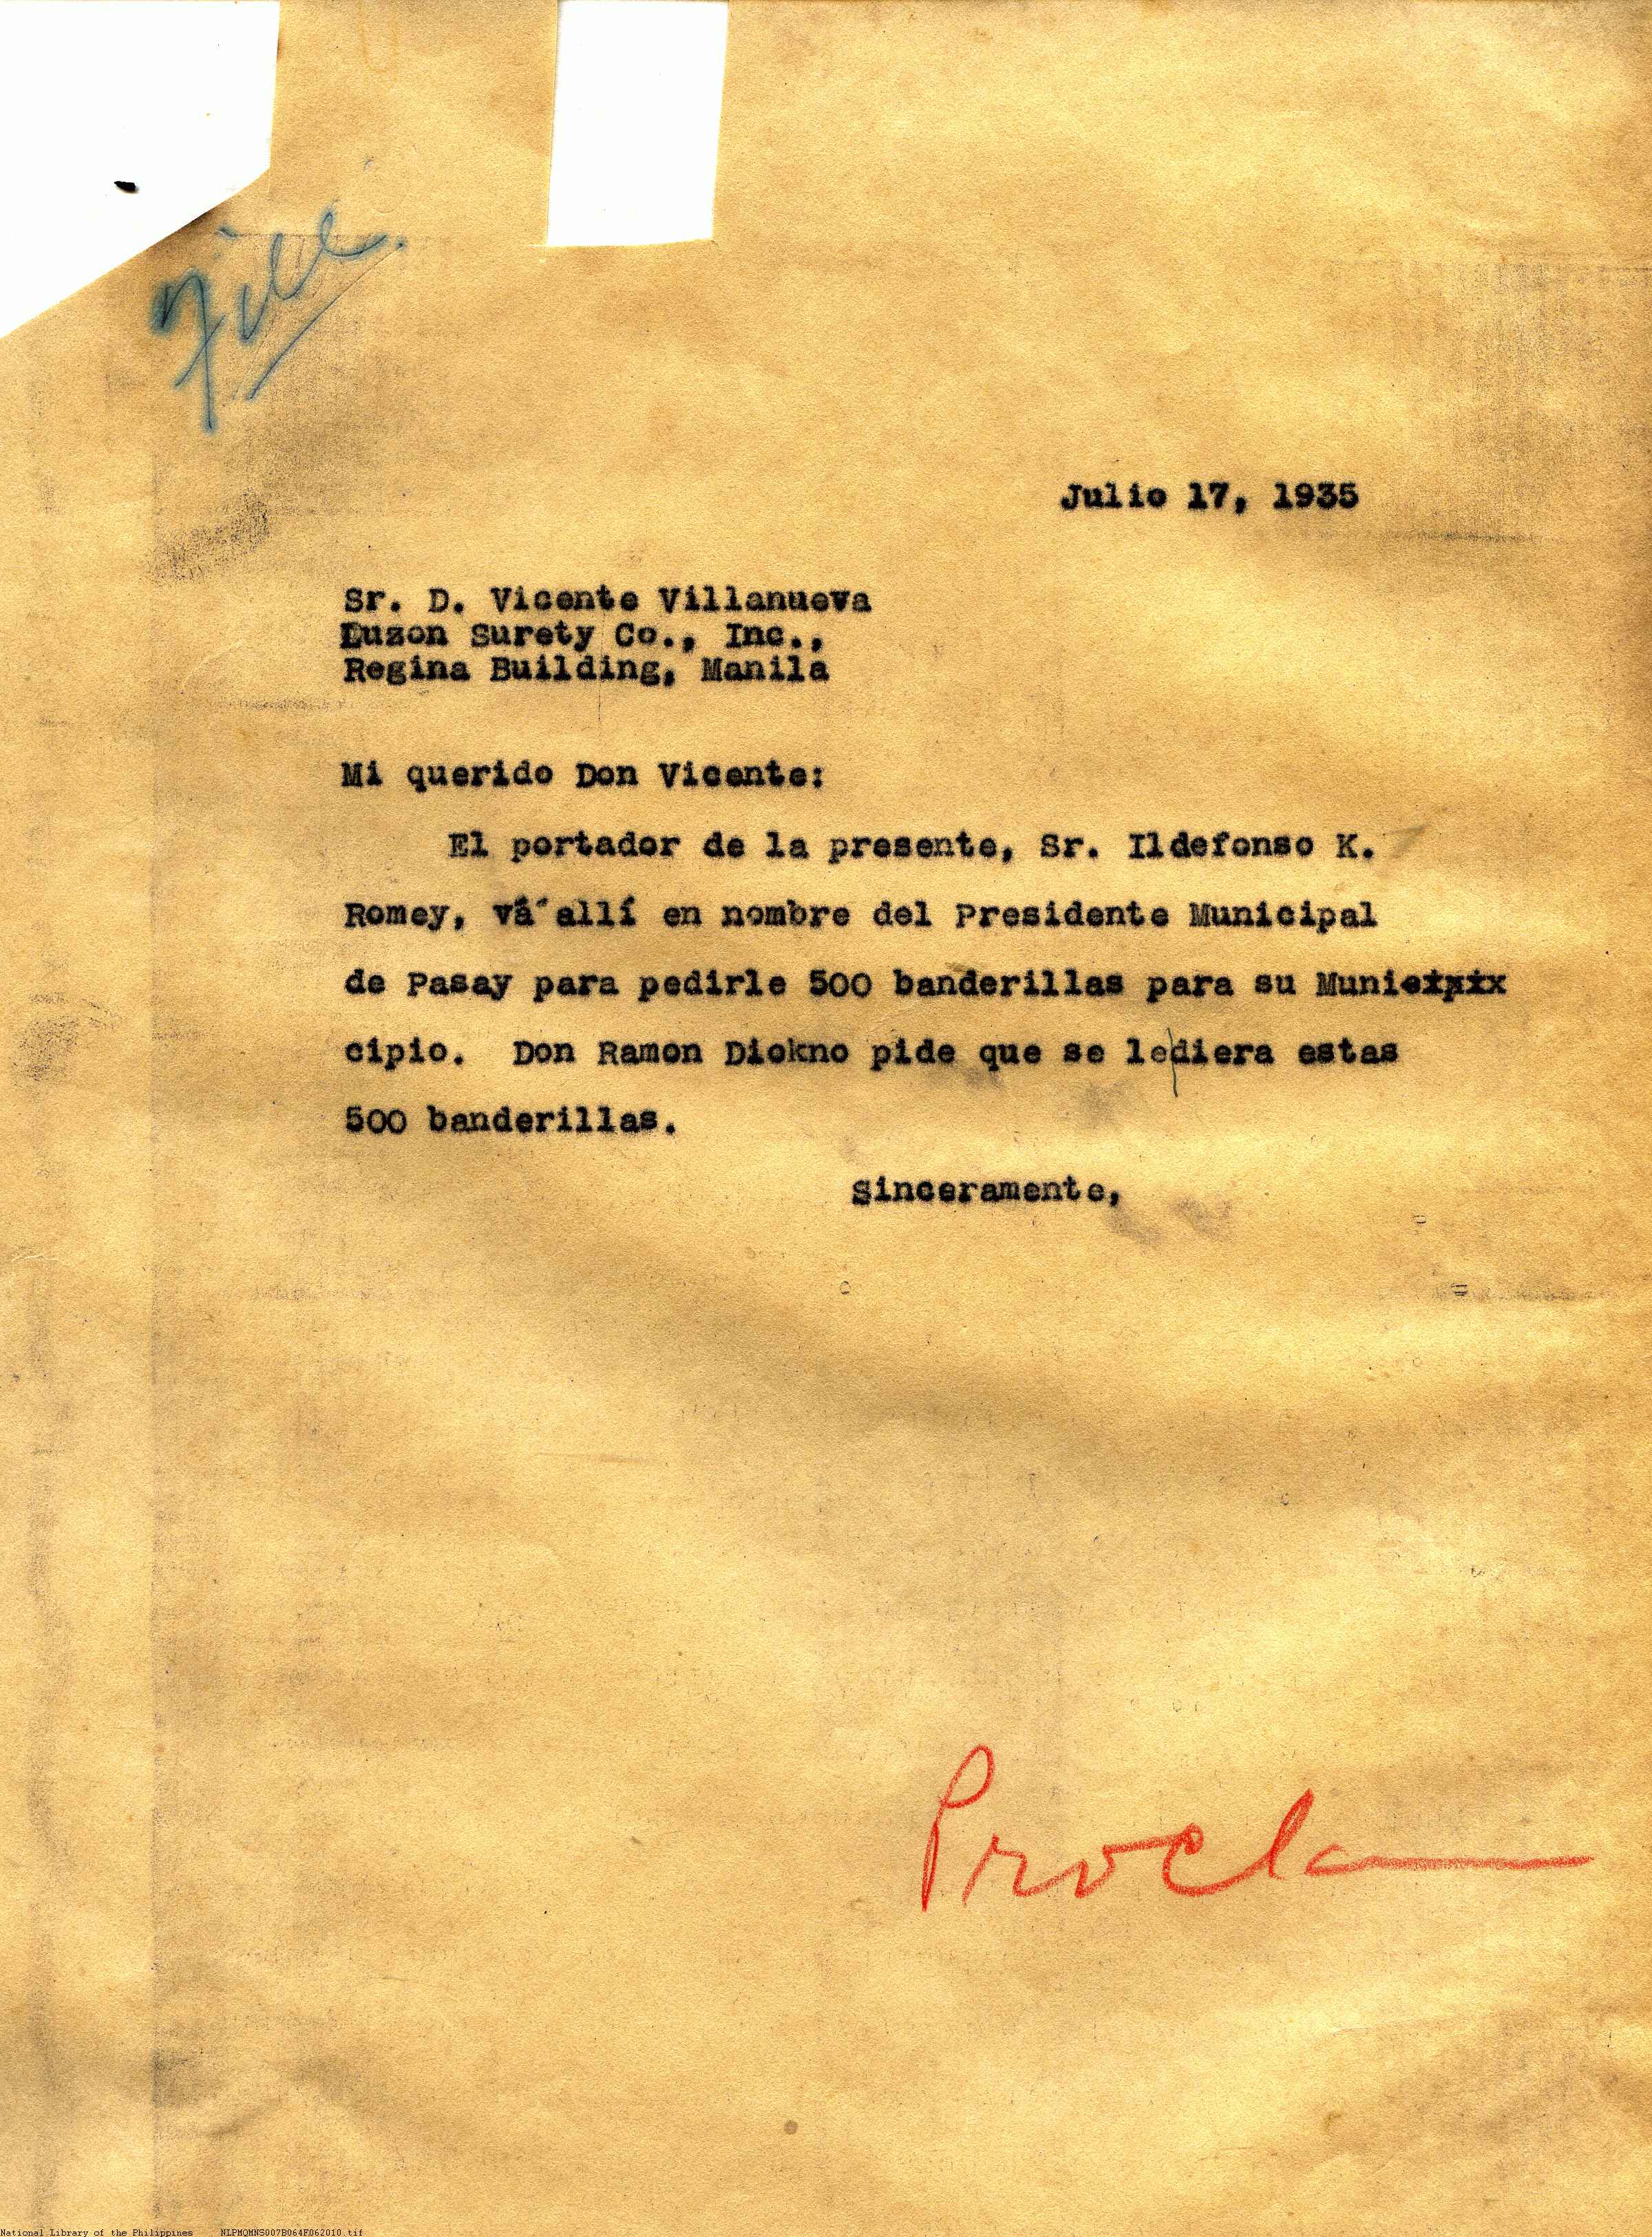 File.
Julio 17, 1935
Sr. D. Vicente Villanueva
Luzon Surety Co., Inc.,
Regina Building, Manila
Mi querido Don Vicente:
El portador de la presente, Sr. Ildefonso K.
Romey, vá allí en nombre del Presidente Municipal
de Pasay para pedirle 500 banderillas para su Muni
cipio. Don Ramon Diokno pide que se le diera estas
500 banderillas.
Sinceramente,
Procla
National Library of the Philippines NLPMQMNS007B064F062010.tif